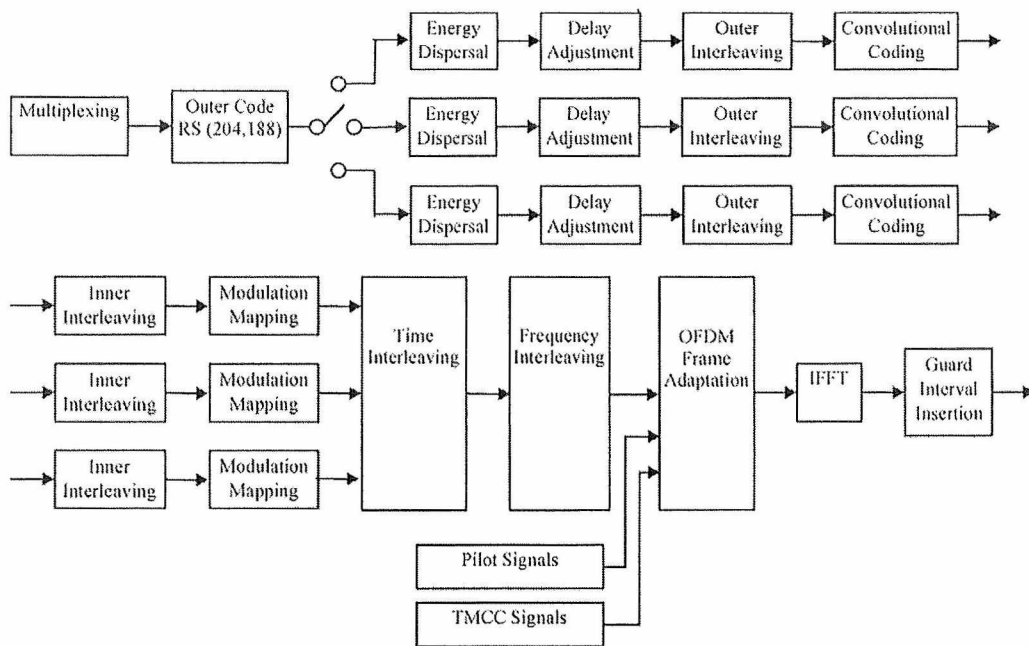 Energy
Dispersal
Delay
Adjustment
Outer
Interleaving
Convolutional
Coding
Multiplexing
Outer Code
RS (204,188)
Energy
Dispersal
Delay
Adjustment
Outer
Interleaving
Convolutional
Coding
Energy
Dispersal
Delay
Adjustment
Outer
Interleaving
Convolutional
Coding
Inner
Interleaving
Modulation
Mapping
Time
Interleaving
Frequency
Interleaving
OFDM
Frame
Adaptation
IFFT
Guard
Interval
Insertion
Inner
Interleaving
Modulation
Mapping
Inner
Interleaving
Modulation
Mapping
Pilot Signals
TMCC Signals